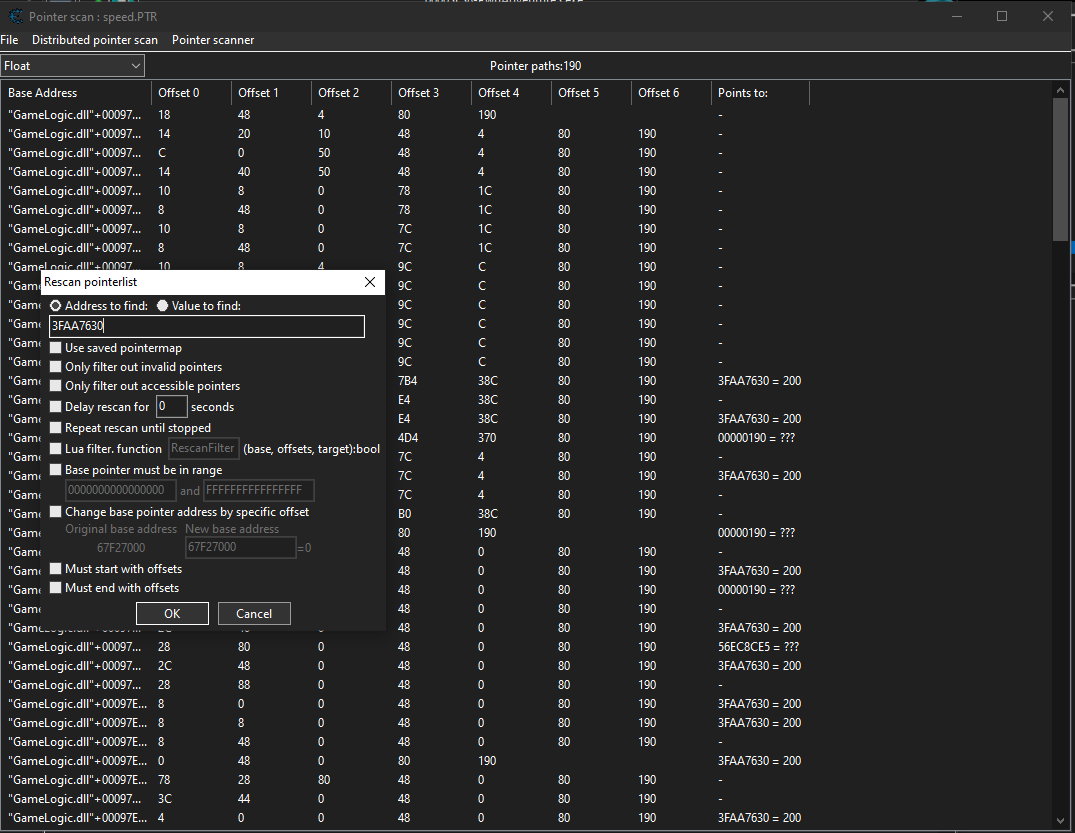 Pointer scan : speed.PTR
File Distributed pointer scan Pointer scanner
Float Pointer paths:190
Base Address Offset 0 Offset 1 Offset 2 Offset 3 Offset 4 Offset 5 Offset 6 Points to:
"GameLogic.dll"+00097... 18 48 4 80 190 -
"GameLogic.dll"+00097... 14 20 10 48 4 80 190 -
"GameLogic.dll"+00097... C 0 50 48 4 80 190 -
"GameLogic.dll"+00097... 14 40 50 48 4 80 190 -
"GameLogic.dll"+00097... 10 8 0 78 1C 80 190 -
"GameLogic.dll"+00097... 8 48 0 78 1C 80 190 -
"GameLogic.dll"+00097... 10 8 0 7C 1C 80 190 -
"GameLogic.dll"+00097... 8 48 0 7C 1C 80 190 -
"GameLogic.dll"+00097... 10 8 4 9C C 80 190 -
"Game 9C C 80 190 -
"Game 9C C 80 190 -
"Game 9C C 80 190 -
"Game 9C C 80 190 -
"Game 9C C 80 190 -
"Game 7B4 38C 80 190 3FAA7630 = 200
"Game E4 38C 80 190 -
"Game E4 38C 80 190 3FAA7630 = 200
"Game 4D4 370 80 190 00000190 = ???
"Game 7C 4 80 190 -
"Game 7C 4 80 190 3FAA7630 = 200
"Game 7C 4 80 190 -
"Game B0 38C 80 190 -
"Game 80 190 00000190 = ???
"Game 48 0 80 190 -
"Game 48 0 80 190 3FAA7630 = 200
"Game 48 0 80 190 00000190 = ???
"Game 48 0 80 190 -
"GameLogic.dll"+00097... 2C 48 0 48 0 80 190 3FAA7630 = 200
"GameLogic.dll"+00097... 28 80 0 48 0 80 190 56EC8CE5 = ???
"GameLogic.dll"+00097... 2C 48 0 48 0 80 190 3FAA7630 = 200
"GameLogic.dll"+00097... 28 88 0 48 0 80 190 -
"GameLogic.dll"+00097E... 8 0 0 48 0 80 190 3FAA7630 = 200
"GameLogic.dll"+00097E... 8 8 0 48 0 80 190 3FAA7630 = 200
"GameLogic.dll"+00097E... 8 48 0 48 0 80 190 -
"GameLogic.dll"+00097E... 0 48 0 80 190 3FAA7630 = 200
"GameLogic.dll"+00097E... 78 28 80 48 0 80 190 -
"GameLogic.dll"+00097... 3C 44 0 48 0 80 190 -
"GameLogic.dll"+00097E... 4 0 0 48 0 80 190 3FAA7630 = 200
Rescan pointerlist
Address to find: Value to find:
3FAA7630
Use saved pointermap
Only filter out invalid pointers
Only filter out accessible pointers
Delay rescan for 0 seconds
Repeat rescan until stopped
Lua filter. function RescanFilter (base, offsets, target):bool
Base pointer must be in range
0000000000000000 and FFFFFFFFFFFFFFFF
Change base pointer address by specific offset
Original base address New base address
67F27000 67F27000 =0
Must start with offsets
Must end with offsets
OK Cancel